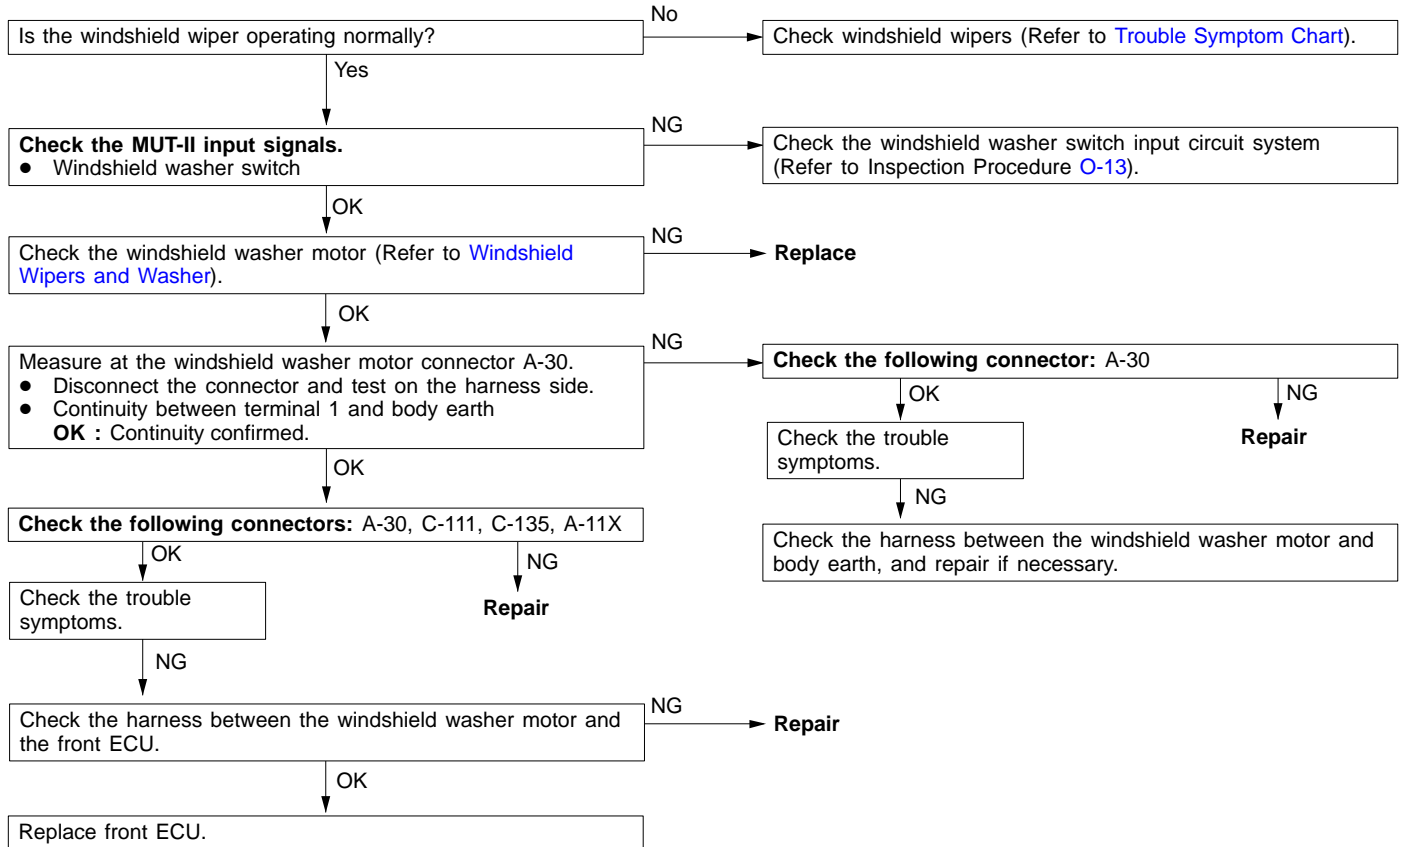 Is the windshield wiper operating normally?
No
Check windshield wipers (Refer to Trouble Symptom Chart).
Yes
Check the MUT-II input signals.
● Windshield washer switch
NG
Check the windshield washer switch input circuit system
(Refer to Inspection Procedure O-13).
OK
Check the windshield washer motor (Refer to Windshield
Wipers and Washer).
NG
Replace
OK
Measure at the windshield washer motor connector A-30.
● Disconnect the connector and test on the harness side.
● Continuity between terminal 1 and body earth
OK : Continuity confirmed.
NG
Check the following connector: A-30
OK
NG
Check the trouble
symptoms.
Repair
NG
Check the harness between the windshield washer motor and
body earth, and repair if necessary.
OK
Check the following connectors: A-30, C-111, C-135, A-11X
OK
NG
Check the trouble
symptoms.
Repair
NG
Check the harness between the windshield washer motor and
the front ECU.
NG
Repair
OK
Replace front ECU.